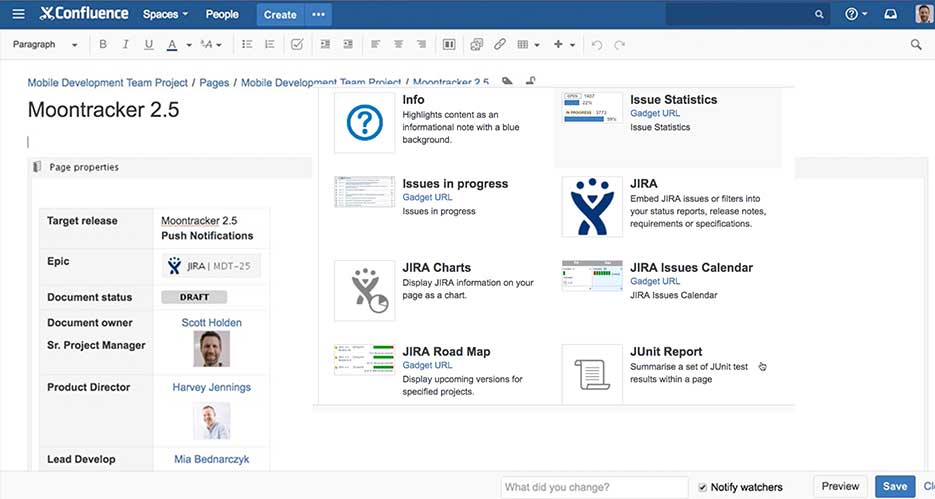 Confluence Spaces People Create •••
Paragraph B I U A A
Mobile Development Team Project / Pages / Mobile Development Team Project / Moontracker 2.5
Moontracker 2.5
Page properties
Target release
Moontracker 2.5
Push Notifications
Epic
JIRA | MDT-25
Document status
DRAFT
Document owner
Scott Holden
Sr. Project Manager
Product Director
Harvey Jennings
Lead Develop
Mia Bednarczyk
Info
Highlights content as an
informational note with a blue
background.
OPEN 1407
22%
IN PROGRESS 3773
59%
Issue Statistics
Gadget URL
Issue Statistics
Issues in progress
Gadget URL
Issues in progress
JIRA
Embed JIRA issues or filters into
your status reports, release notes,
requirements or specifications.
JIRA Charts
Display JIRA information on your
page as a chart.
JIRA Issues Calendar
Gadget URL
JIRA Issues Calendar
JIRA Road Map
Gadget URL
Display upcoming versions for
specified projects.
JUnit Report
Summarise a set of JUnit test
results within a page
What did you change?
Notify watchers
Preview
Save
Cl